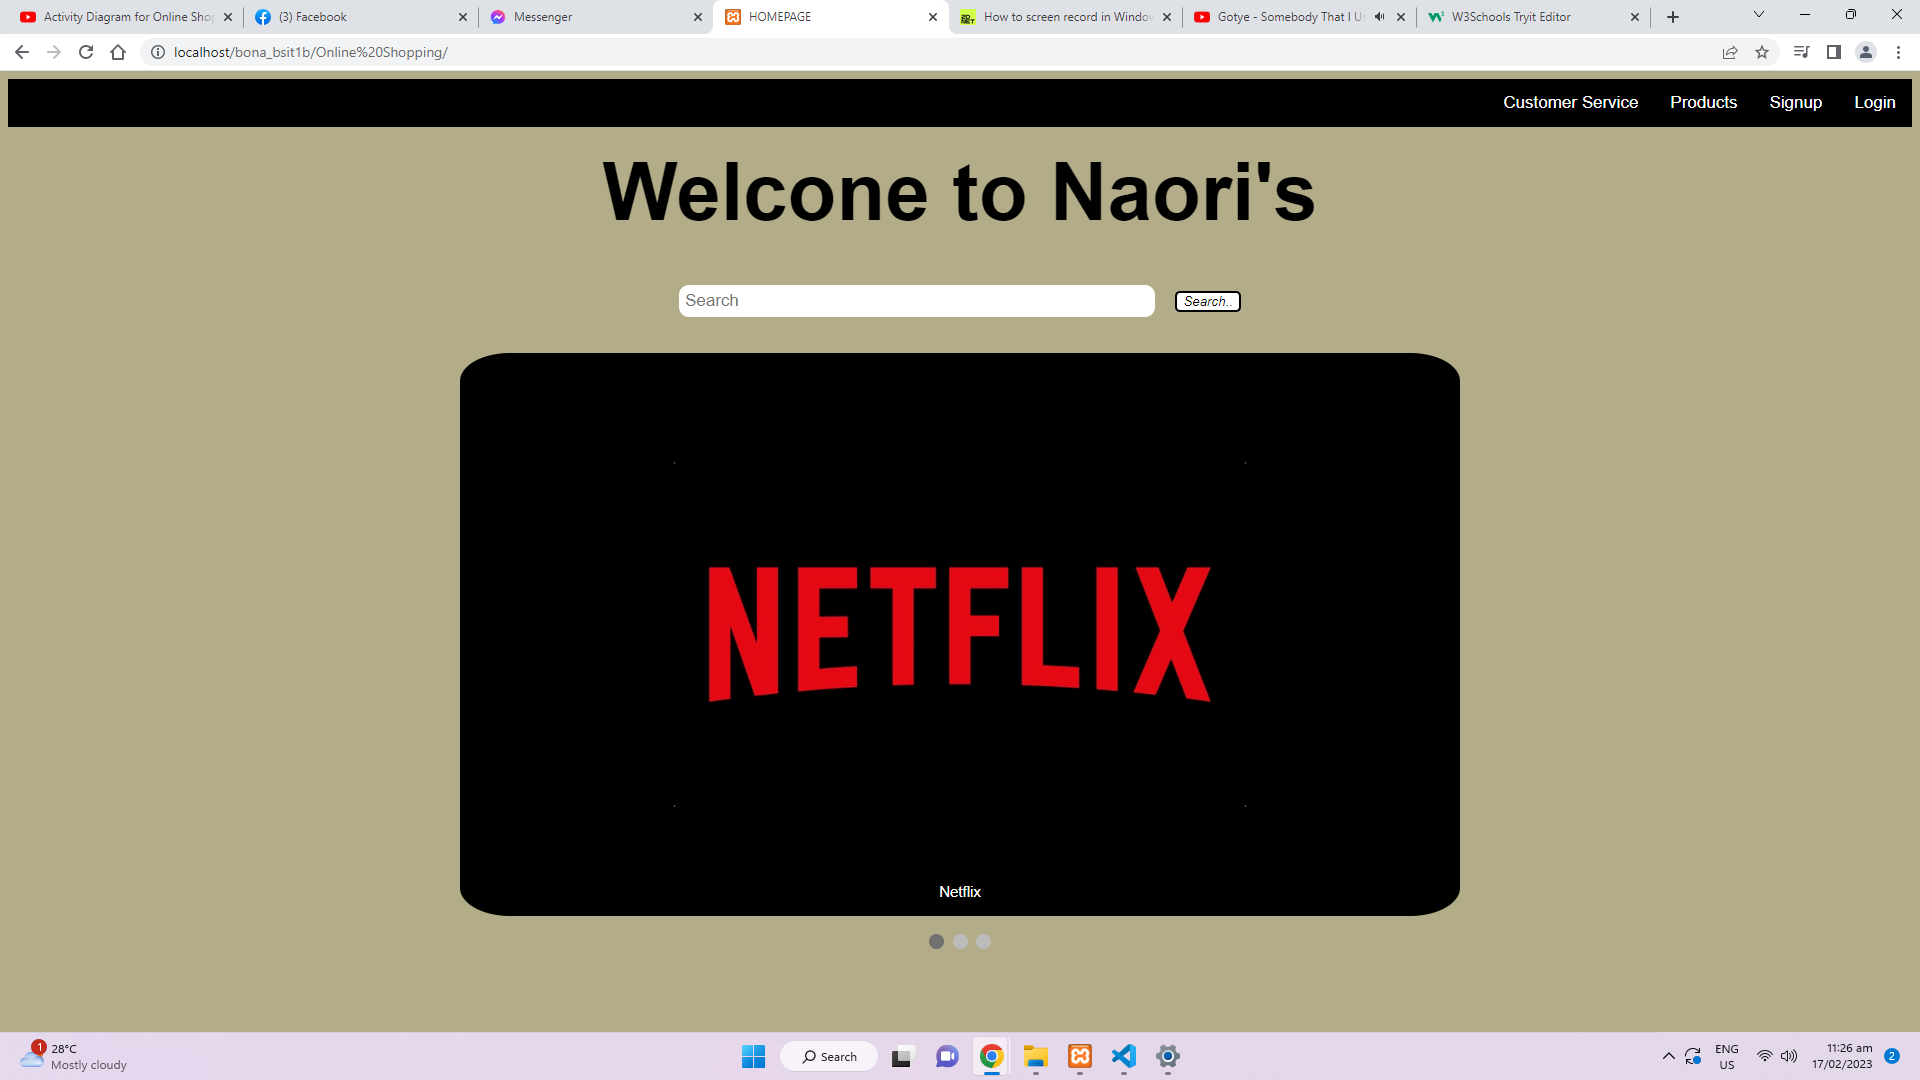 Activity Diagram for Online Shop
(3) Facebook
Messenger
HOMEPAGE
How to screen record in Window
Gotye - Somebody That I Us
W3Schools Tryit Editor
localhost/bona_bsit1b/Online%20Shopping/
Customer Service Products Signup Login
Welcone to Naori's
Search
Search..
NETFLIX
Netflix
1
28°C
Mostly cloudy
Search
ENG
US
11:26 am
17/02/2023
2